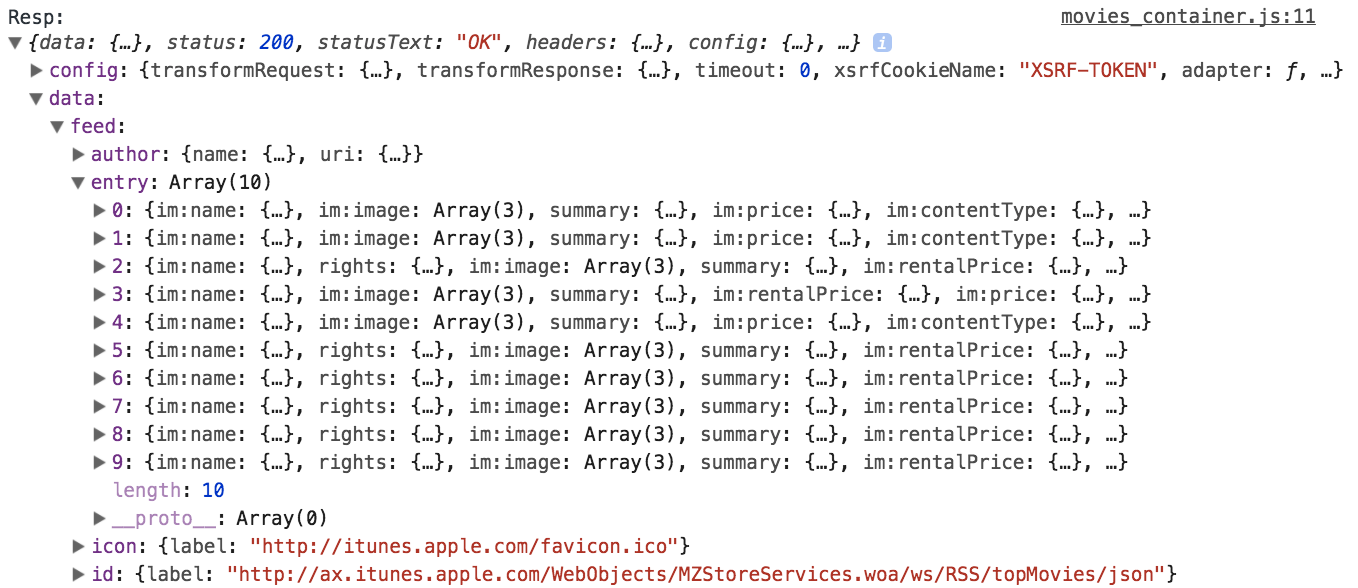 Resp: movies_container.js:11
▼{data: {…}, status: 200, statusText: "OK", headers: {…}, config: {…}, …} i
▶config: {transformRequest: {…}, transformResponse: {…}, timeout: 0, xsrfCookieName: "XSRF-TOKEN", adapter: ƒ, …}
▼data:
▼feed:
▶author: {name: {…}, uri: {…}}
▼entry: Array(10)
▶0: {im:name: {…}, im:image: Array(3), summary: {…}, im:price: {…}, im:contentType: {…}, …}
▶1: {im:name: {…}, im:image: Array(3), summary: {…}, im:price: {…}, im:contentType: {…}, …}
▶2: {im:name: {…}, rights: {…}, im:image: Array(3), summary: {…}, im:rentalPrice: {…}, …}
▶3: {im:name: {…}, im:image: Array(3), summary: {…}, im:rentalPrice: {…}, im:price: {…}, …}
▶4: {im:name: {…}, im:image: Array(3), summary: {…}, im:price: {…}, im:contentType: {…}, …}
▶5: {im:name: {…}, rights: {…}, im:image: Array(3), summary: {…}, im:rentalPrice: {…}, …}
▶6: {im:name: {…}, rights: {…}, im:image: Array(3), summary: {…}, im:rentalPrice: {…}, …}
▶7: {im:name: {…}, rights: {…}, im:image: Array(3), summary: {…}, im:rentalPrice: {…}, …}
▶8: {im:name: {…}, rights: {…}, im:image: Array(3), summary: {…}, im:rentalPrice: {…}, …}
▶9: {im:name: {…}, rights: {…}, im:image: Array(3), summary: {…}, im:rentalPrice: {…}, …}
length: 10
▶__proto__: Array(0)
▶icon: {label: "http://itunes.apple.com/favicon.ico"}
▶id: {label: "http://ax.itunes.apple.com/WebObjects/MZStoreServices.woa/ws/RSS/topMovies/json"}